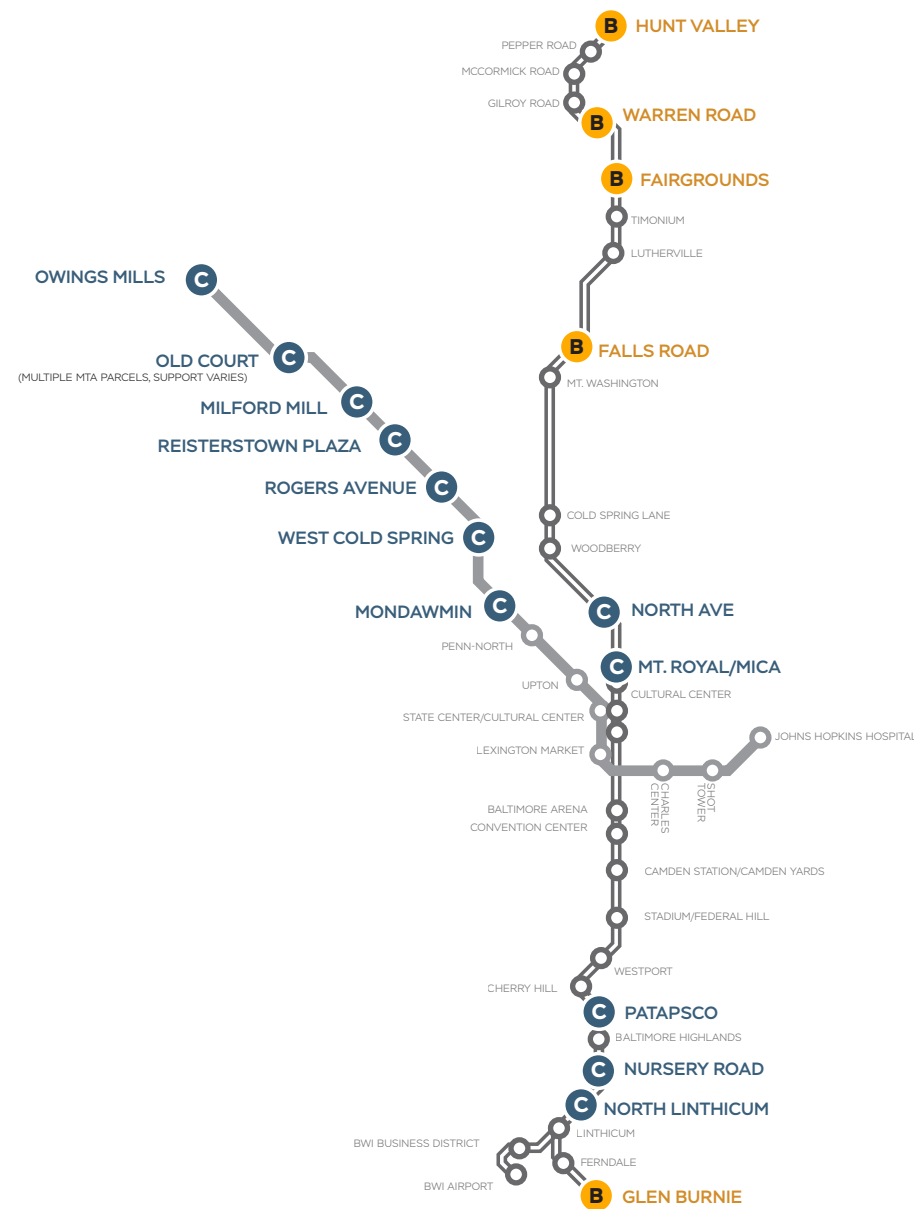 B HUNT VALLEY
PEPPER ROAD
MCCORMICK ROAD
GILROY ROAD
B WARREN ROAD
B FAIRGROUNDS
TIMONIUM
LUTHERVILLE
OWINGS MILLS C
B FALLS ROAD
OLD COURT C
(MULTIPLE MTA PARCELS, SUPPORT VARIES)
MT. WASHINGTON
MILFORD MILL C
REISTERSTOWN PLAZA C
ROGERS AVENUE C
COLD SPRING LANE
WEST COLD SPRING C
WOODBERRY
MONDAWMIN C
C NORTH AVE
PENN-NORTH
C MT. ROYAL/MICA
UPTON
CULTURAL CENTER
STATE CENTER/CULTURAL CENTER
JOHNS HOPKINS HOSPITAL
LEXINGTON MARKET
CHARLES
CENTER
SHOT
TOWER
BALTIMORE ARENA
CONVENTION CENTER
CAMDEN STATION/CAMDEN YARDS
STADIUM/FEDERAL HILL
WESTPORT
CHERRY HILL
C PATAPSCO
BALTIMORE HIGHLANDS
C NURSERY ROAD
C NORTH LINTHICUM
LINTHICUM
BWI BUSINESS DISTRICT
FERNDALE
BWI AIRPORT
B GLEN BURNIE